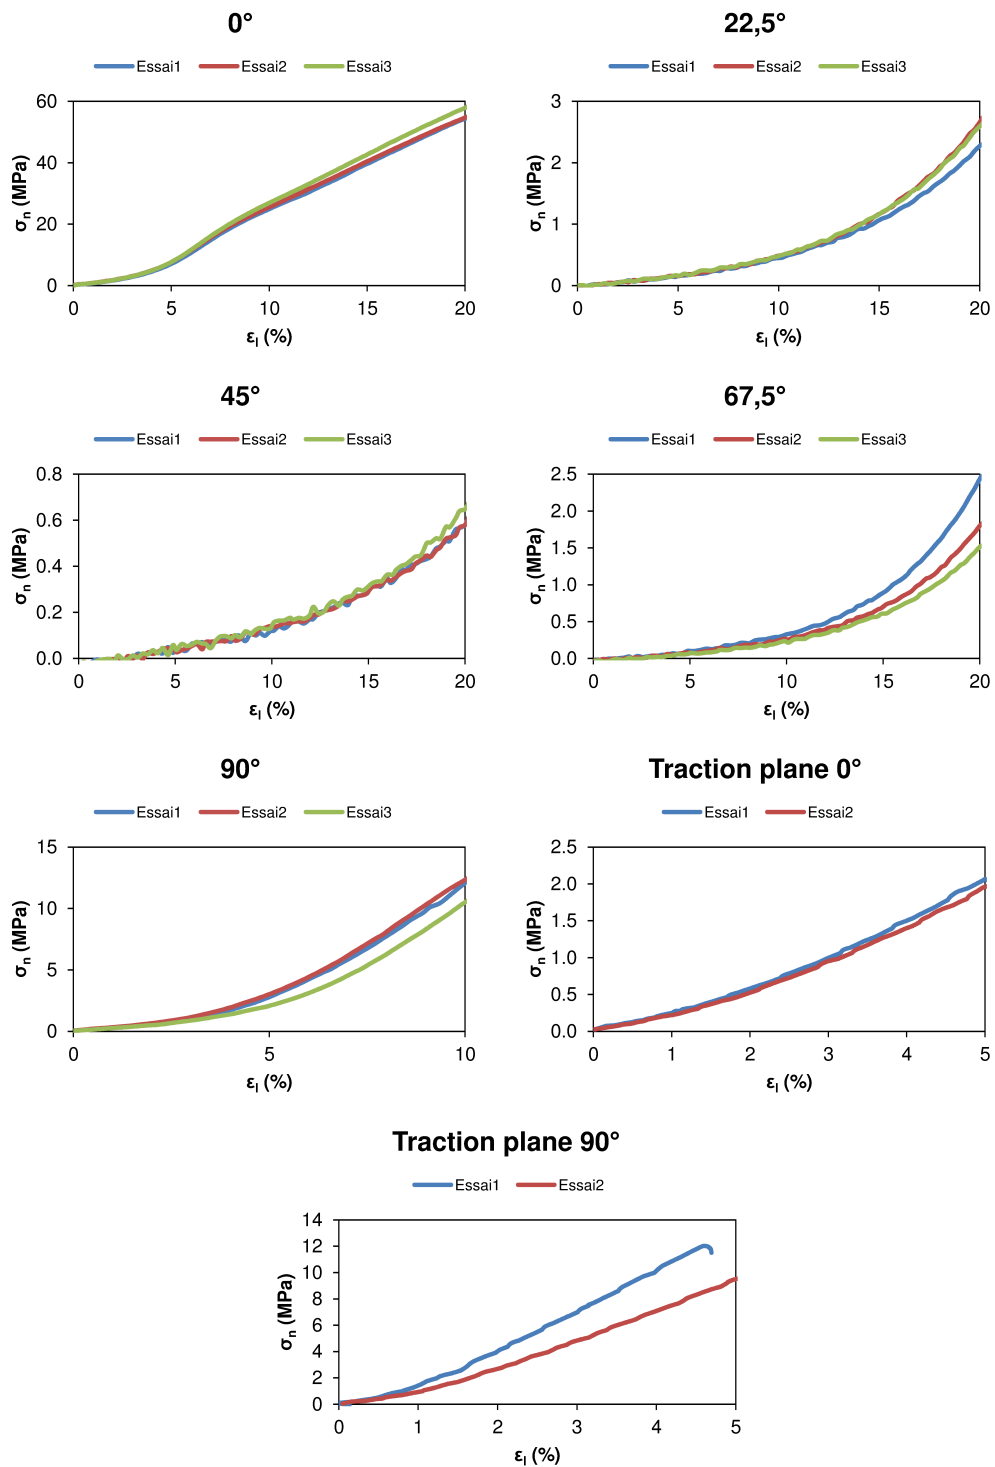 0°
Essai1 Essai2 Essai3
60
40
20
0
σn (MPa)
0 5 10 15 20
εl (%)
22,5°
Essai1 Essai2 Essai3
3
2
1
0
σn (MPa)
0 5 10 15 20
εl (%)
45°
Essai1 Essai2 Essai3
0.8
0.6
0.4
0.2
0.0
σn (MPa)
0 5 10 15 20
εl (%)
67,5°
Essai1 Essai2 Essai3
2.5
2.0
1.5
1.0
0.5
0.0
σn (MPa)
0 5 10 15 20
εl (%)
90°
Essai1 Essai2 Essai3
15
10
5
0
σn (MPa)
0 5 10
εl (%)
Traction plane 0°
Essai1 Essai2
2.5
2.0
1.5
1.0
0.5
0.0
σn (MPa)
0 1 2 3 4 5
εl (%)
Traction plane 90°
Essai1 Essai2
14
12
10
8
6
4
2
0
σn (MPa)
0 1 2 3 4 5
εl (%)